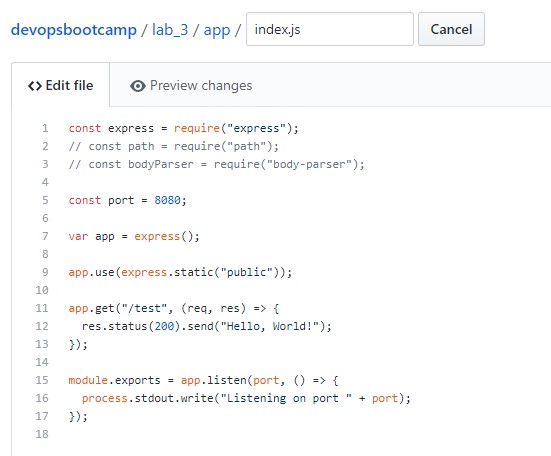 devopsbootcamp / lab_3 / app / index.js Cancel
<> Edit file Preview changes
1 const express = require("express");
2 // const path = require("path");
3 // const bodyParser = require("body-parser");
4
5 const port = 8080;
6
7 var app = express();
8
9 app.use(express.static("public"));
10
11 app.get("/test", (req, res) => {
12   res.status(200).send("Hello, World!");
13 });
14
15 module.exports = app.listen(port, () => {
16   process.stdout.write("Listening on port " + port);
17 });
18